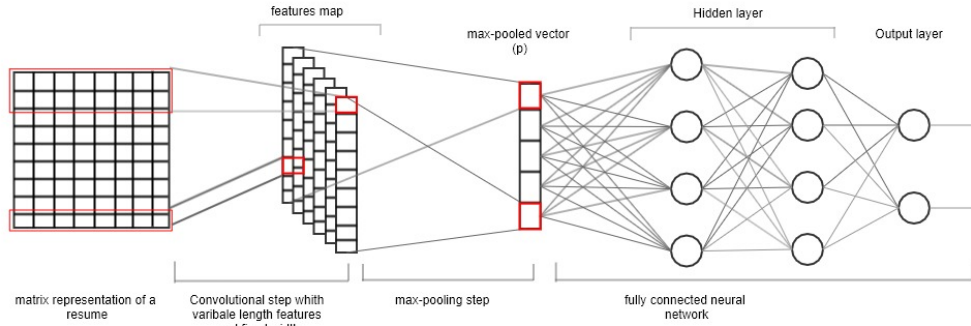 features map
Hidden layer
max-pooled vector
(p)
Output layer
matrix representation of a
resume
Convolutional step whith
varibale length features
max-pooling step
fully connected neural
network